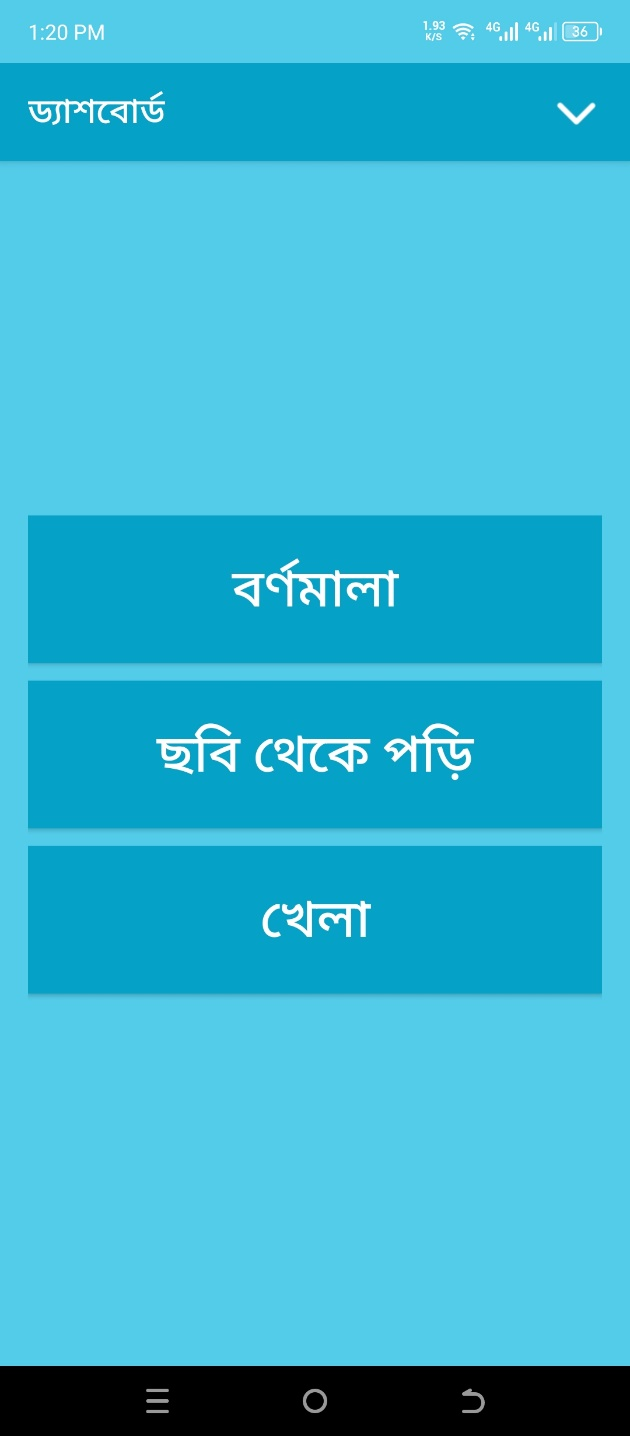 1:20 PM
1.93
K/S
4G
4G
36
ড্যাশবোর্ড
বর্ণমালা
ছবি থেকে পড়ি
খেলা